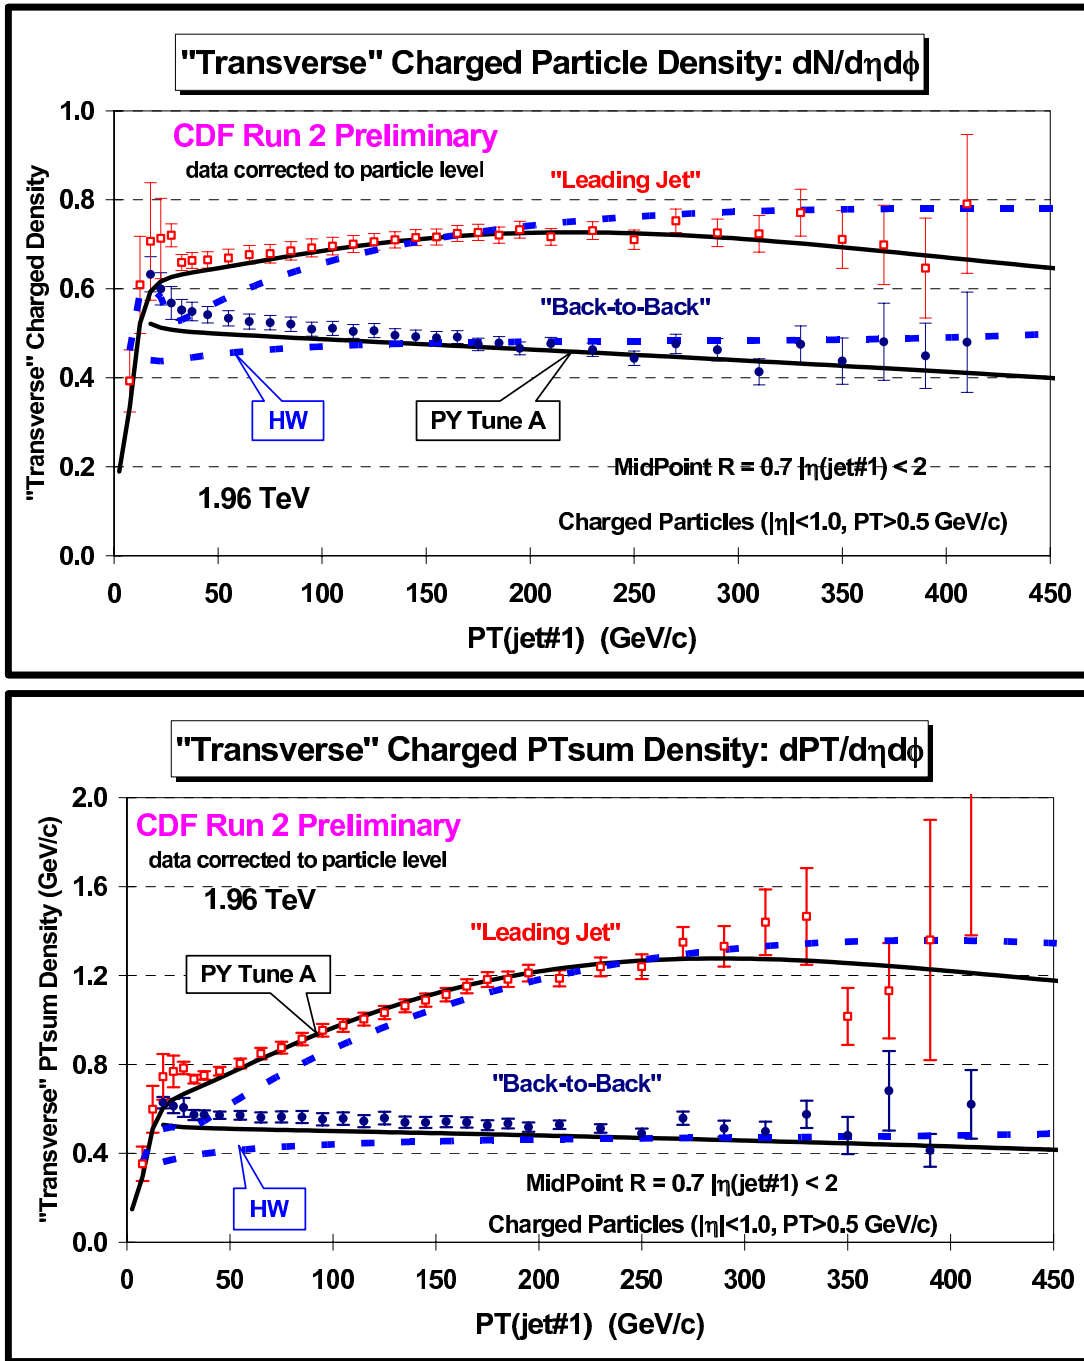 "Transverse" Charged Particle Density: dN/dηdϕ
1.0
CDF Run 2 Preliminary
data corrected to particle level
"Leading Jet"
0.8
0.6
"Back-to-Back"
0.4
HW
PY Tune A
MidPoint R = 0.7 |η(jet#1) < 2
0.2
1.96 TeV
Charged Particles (|η|<1.0, PT>0.5 GeV/c)
0.0
"Transverse" Charged Density
0 50 100 150 200 250 300 350 400 450
PT(jet#1) (GeV/c)
"Transverse" Charged PTsum Density: dPT/dηdϕ
2.0
CDF Run 2 Preliminary
data corrected to particle level
1.6
1.96 TeV
"Leading Jet"
PY Tune A
1.2
0.8
"Back-to-Back"
0.4
MidPoint R = 0.7 |η(jet#1) < 2
HW
Charged Particles (|η|<1.0, PT>0.5 GeV/c)
0.0
"Transverse" PTsum Density (GeV/c)
0 50 100 150 200 250 300 350 400 450
PT(jet#1) (GeV/c)